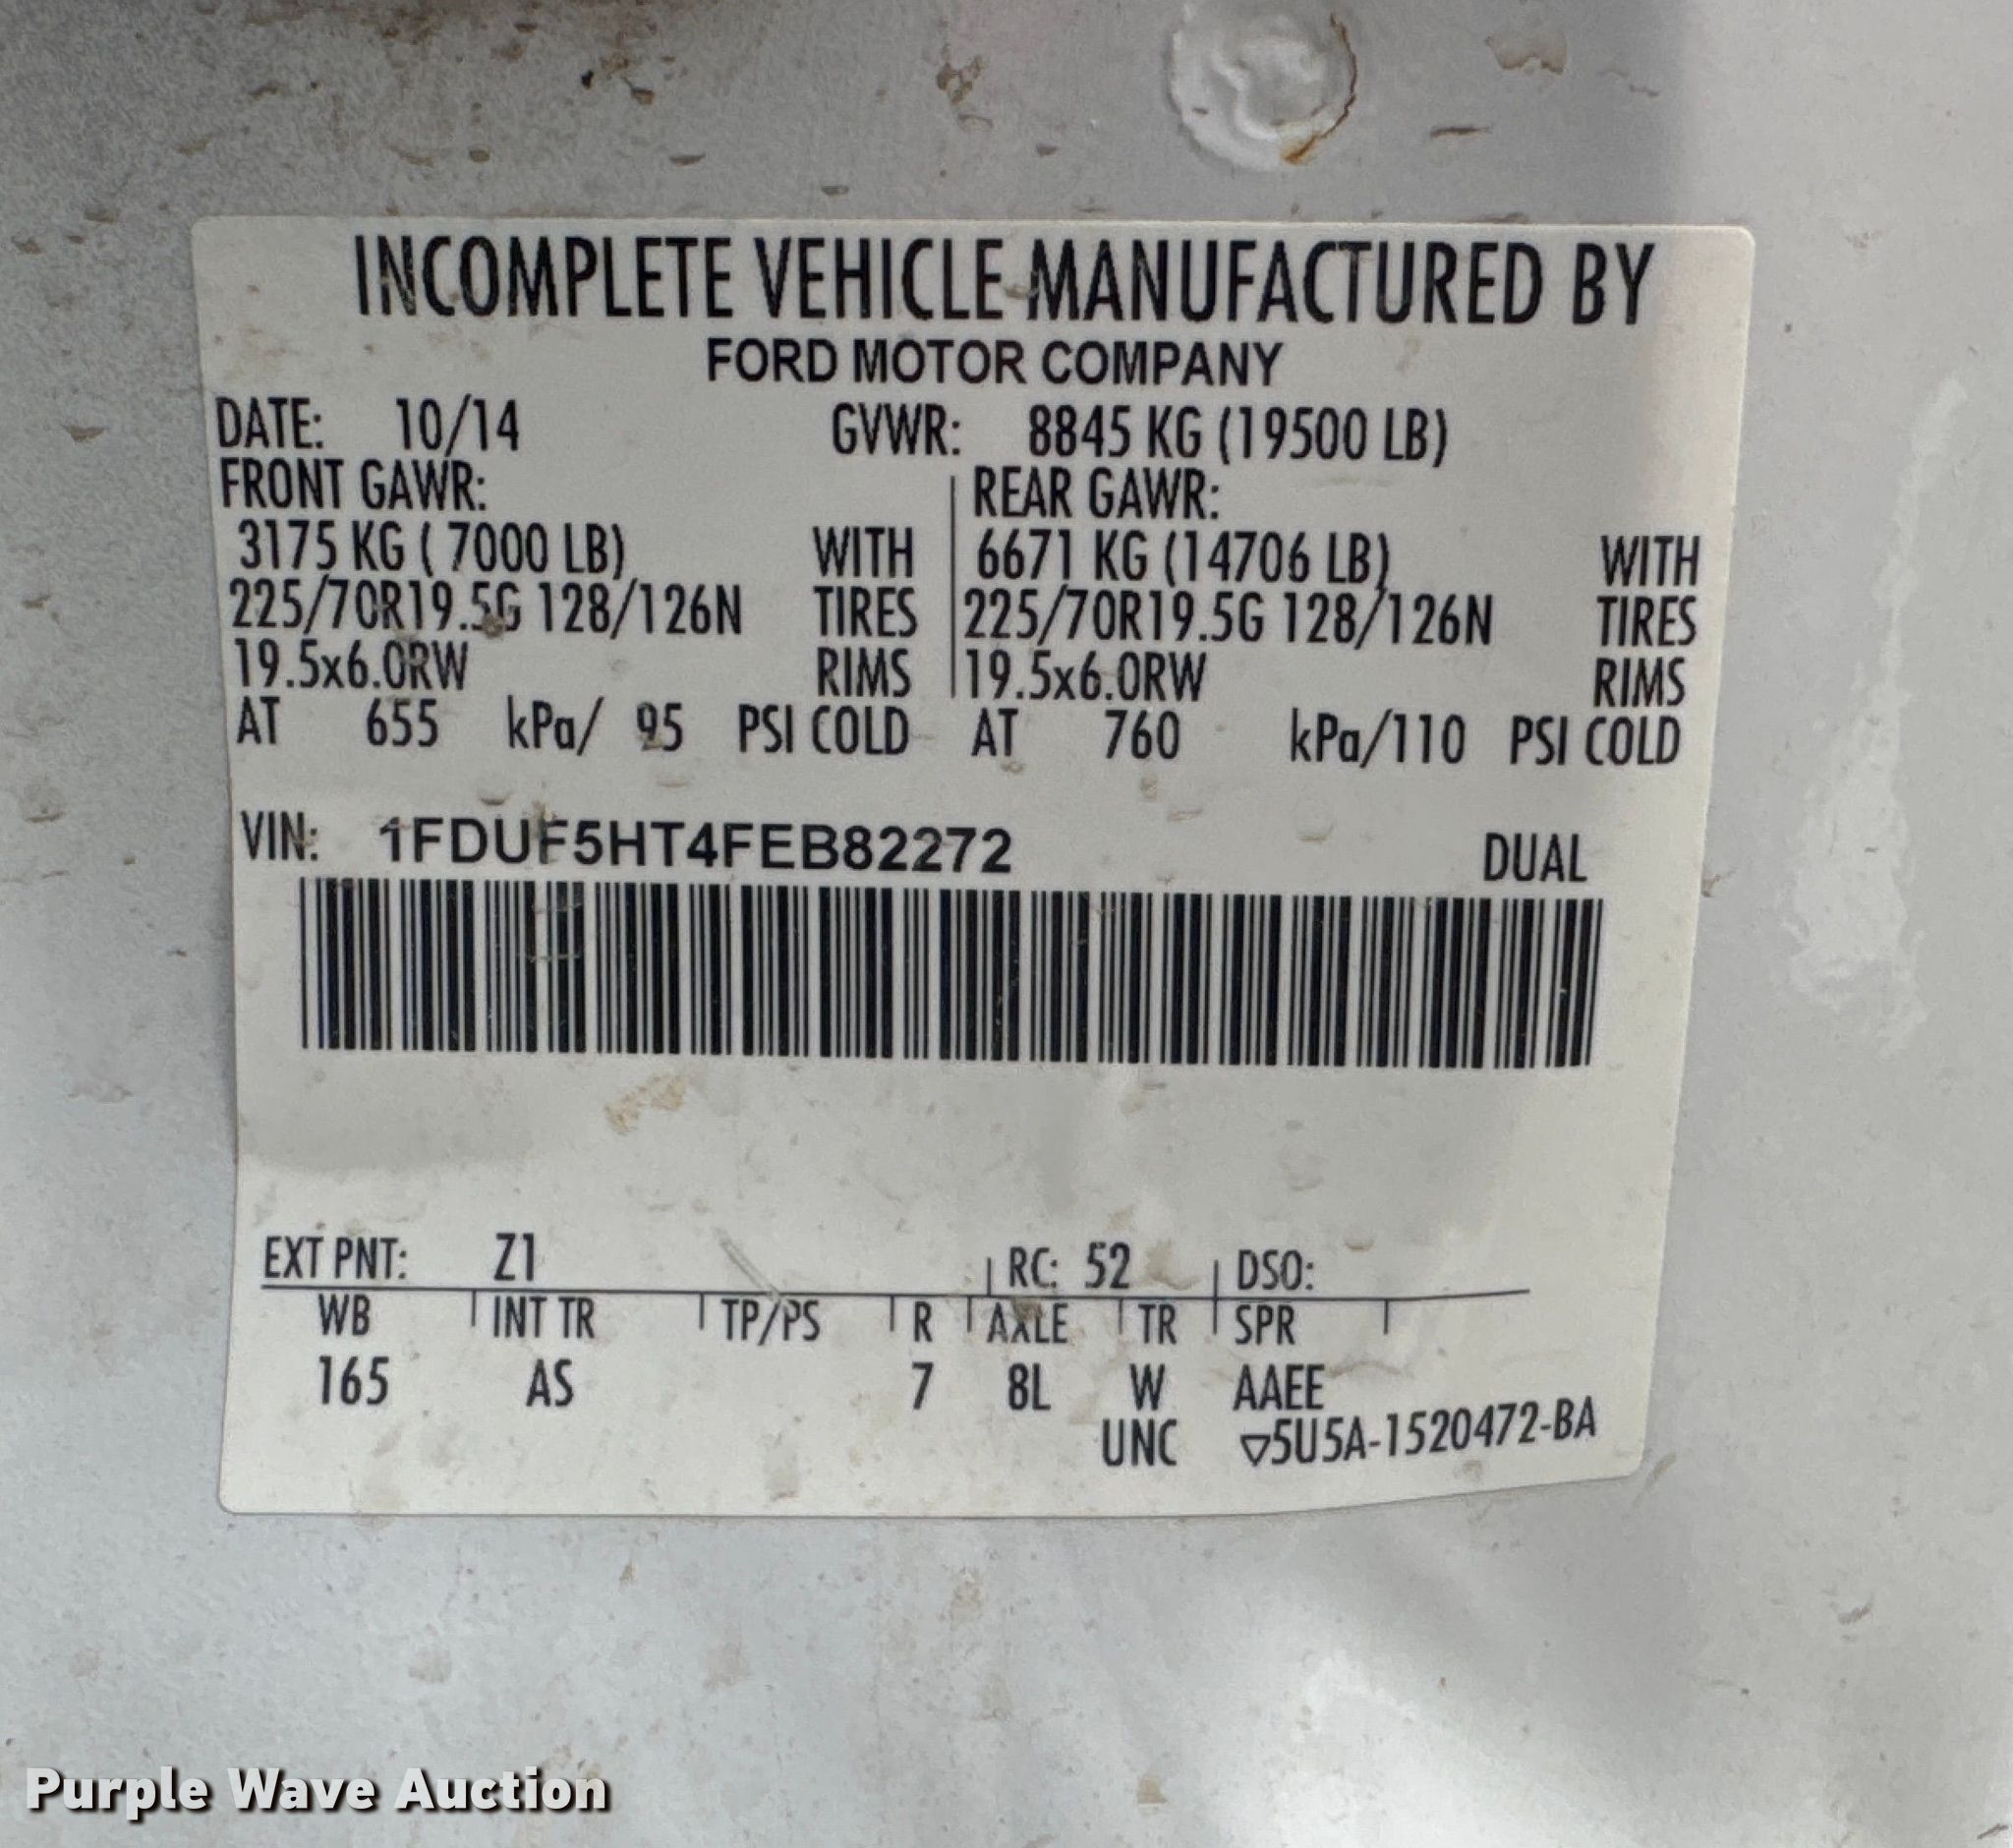 INCOMPLETE VEHICLE MANUFACTURED BY
FORD MOTOR COMPANY
DATE: 10/14 GVWR: 8845 KG (19500 LB)
FRONT GAWR: REAR GAWR:
3175 KG ( 7000 LB) WITH 6671 KG (14706 LB) WITH
225/70R19.5G 128/126N TIRES 225/70R19.5G 128/126N TIRES
19.5x6.0RW RIMS 19.5x6.0RW RIMS
AT 655 kPa/ 95 PSI COLD AT 760 kPa/110 PSI COLD
VIN: 1FDUF5HT4FEB82272 DUAL
EXT PNT: Z1 RC: 52 DSO:
WB INT TR TP/PS R AXLE TR SPR
165 AS 7 8L W AAEE
UNC ▽5U5A-1520472-BA
Purple Wave Auction